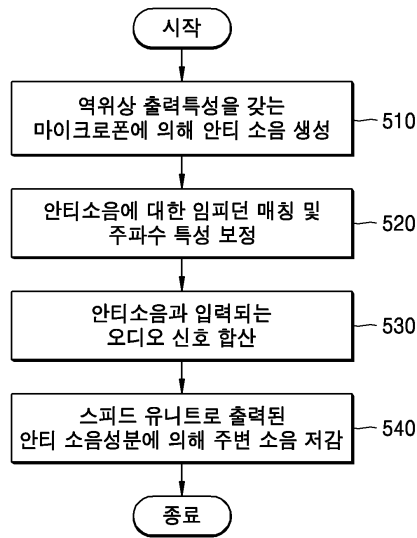 시작
역위상 출력특성을 갖는
마이크로폰에 의해 안티 소음 생성
510
안티소음에 대한 임피던 매칭 및
주파수 특성 보정
520
안티소음과 입력되는
오디오 신호 합산
530
스피드 유니트로 출력된
안티 소음성분에 의해 주변 소음 저감
540
종료